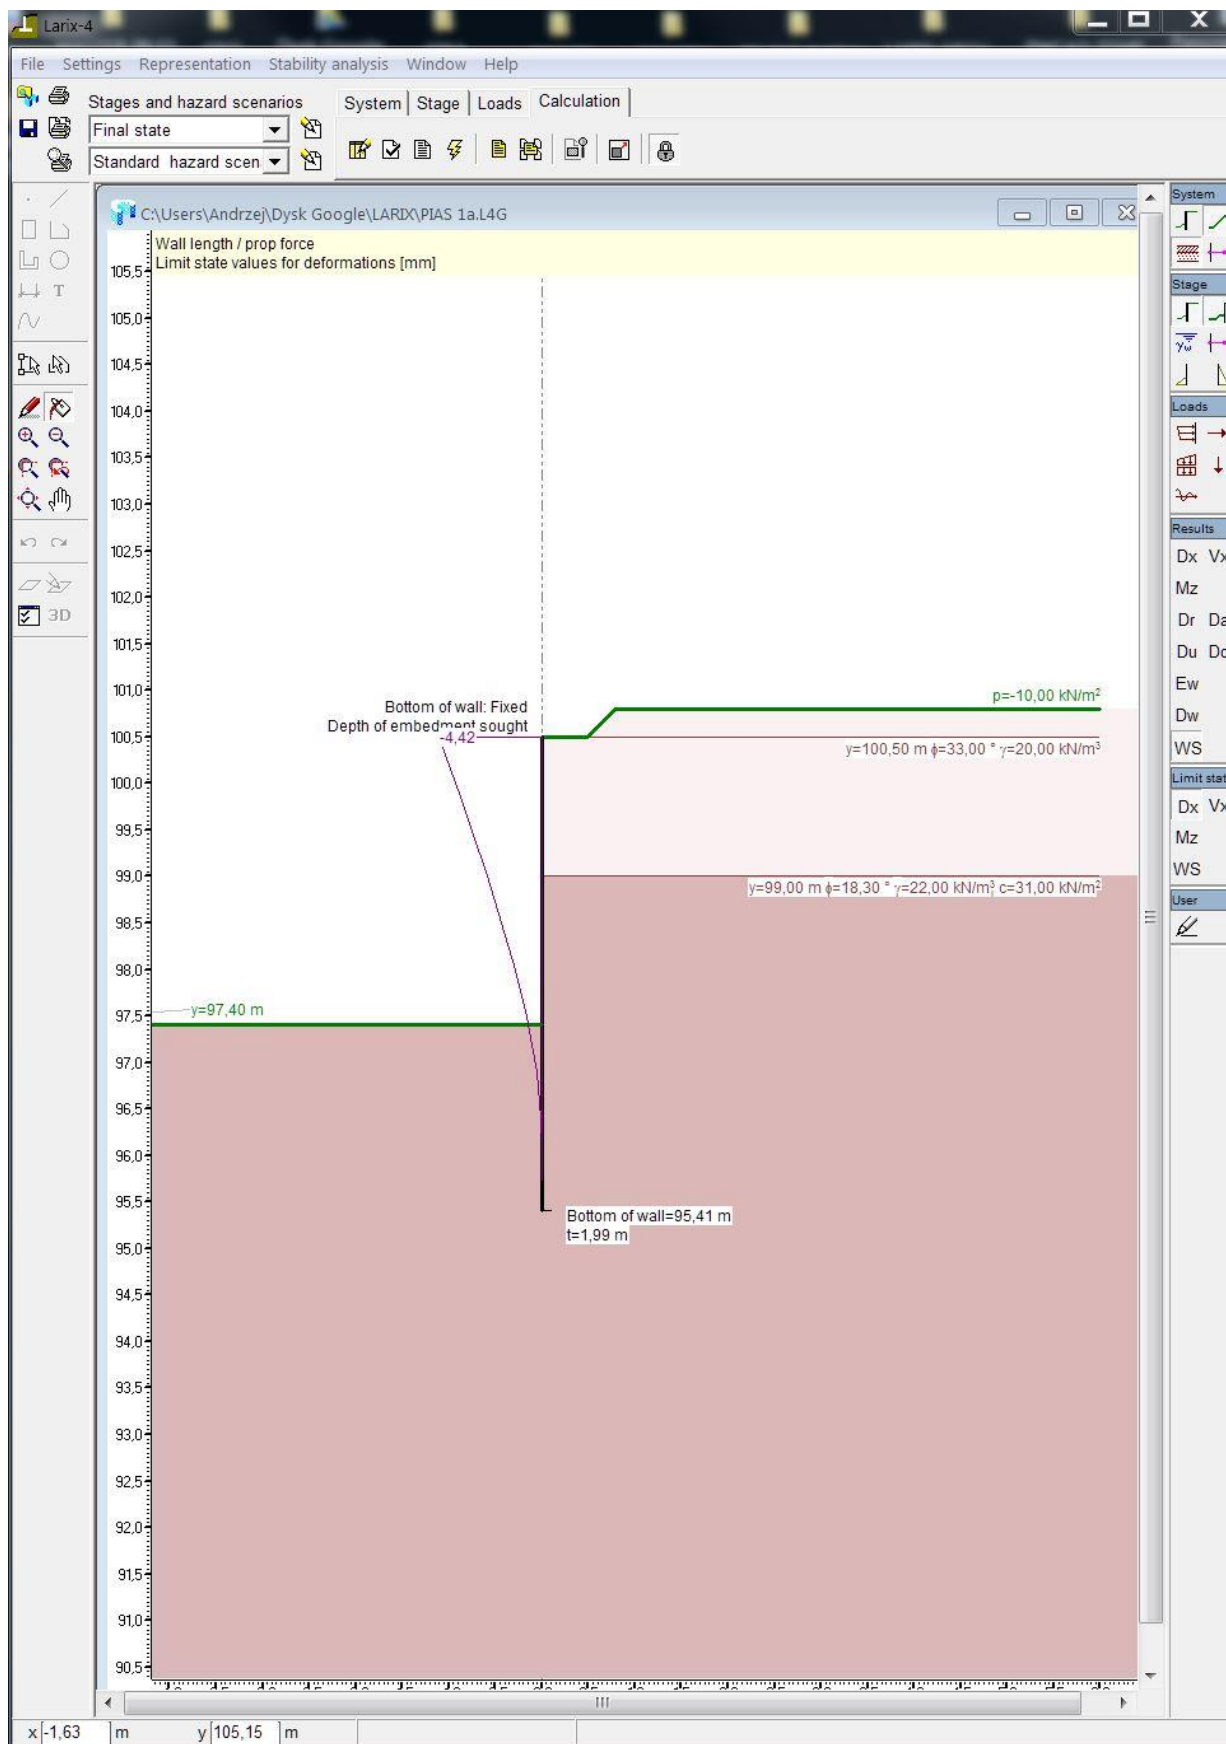 Larix-4
File Settings Representation Stability analysis Window Help
Stages and hazard scenarios
System Stage Loads Calculation
Final state
Standard hazard scen
C:\Users\Andrzej\Dysk Google\LARIX\PIAS 1a.L4G
Wall length / prop force
Limit state values for deformations [mm]
105,5
105,0
104,5
104,0
103,5
103,0
102,5
102,0
101,5
101,0
100,5
100,0
99,5
99,0
98,5
98,0
97,5
97,0
96,5
96,0
95,5
95,0
94,5
94,0
93,5
93,0
92,5
92,0
91,5
91,0
90,5
Bottom of wall: Fixed
Depth of embedment sought
-4,42
p=-10,00 kN/m²
y=100,50 m ϕ=33,00 ° γ=20,00 kN/m³
y=99,00 m ϕ=18,30 ° γ=22,00 kN/m³ c=31,00 kN/m²
y=97,40 m
Bottom of wall=95,41 m
t=1,99 m
T
3D
System
Stage
γw
Loads
Results
Dx Vx
Mz
Dr Da
Du
Ew
Dw
WS
Limit stat
Dx Vx
Mz
WS
User
x -1,63 m y 105,15 m